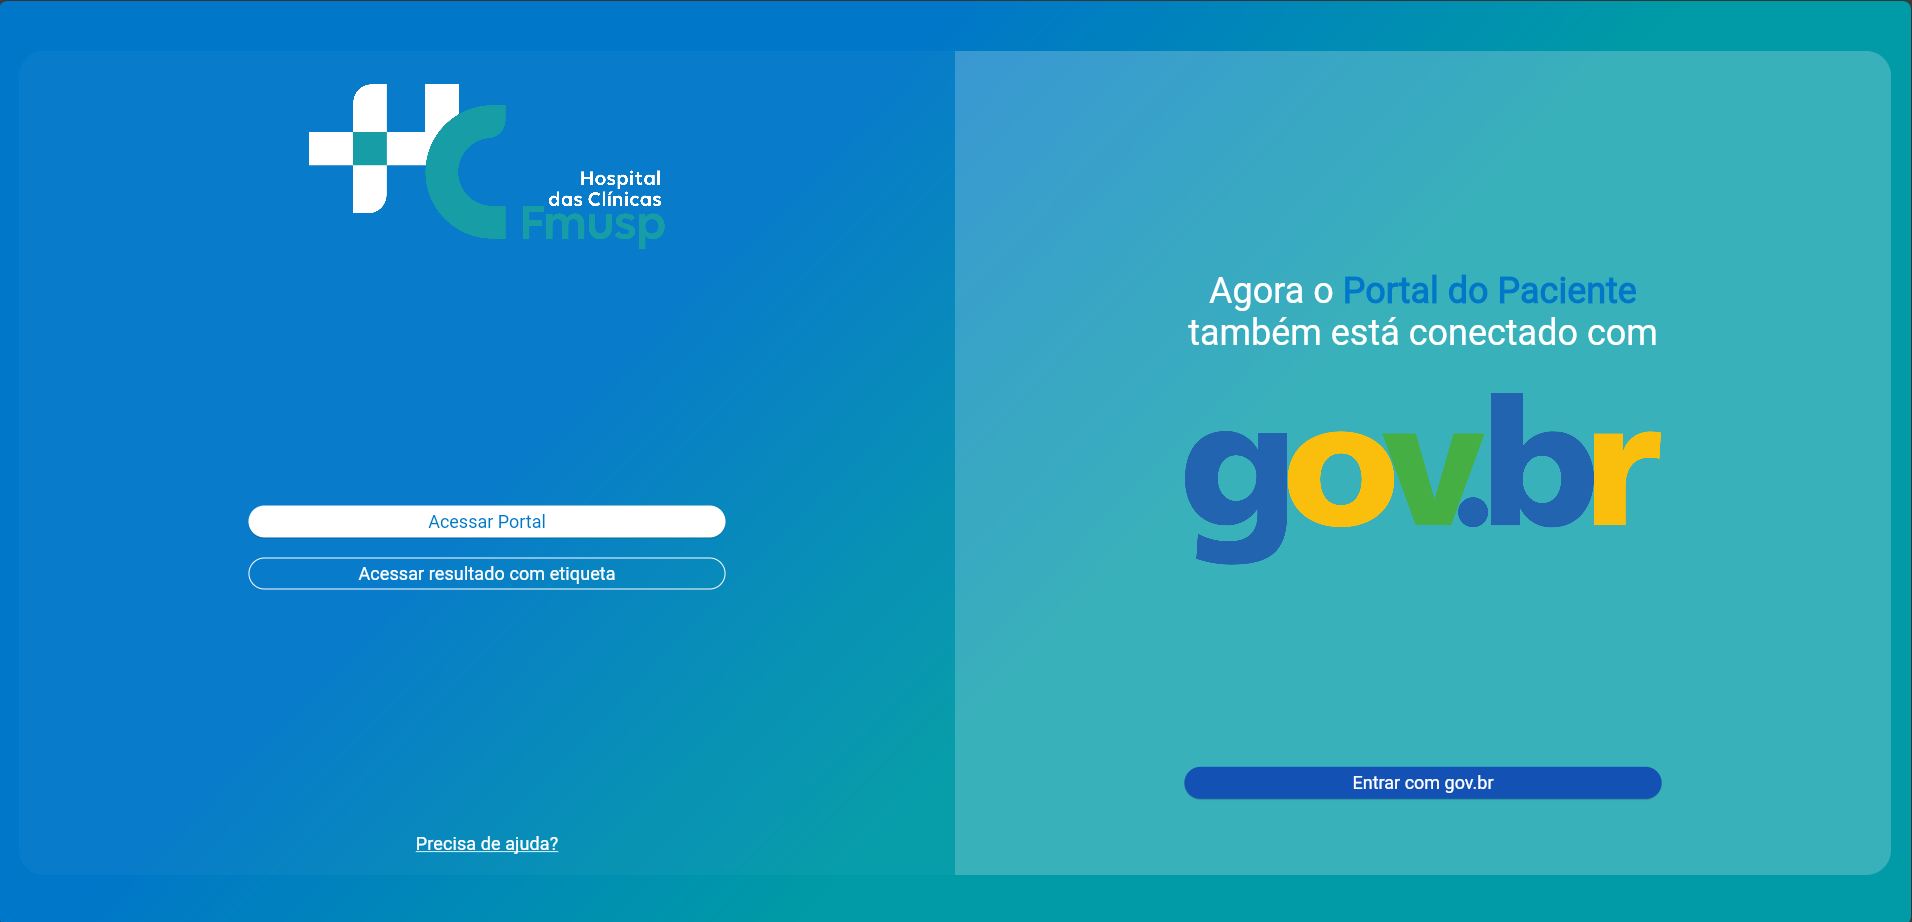 Hospital
das Clínicas
Fmusp
Acessar Portal
Acessar resultado com etiqueta
Precisa de ajuda?
Agora o Portal do Paciente
também está conectado com
gov.br
Entrar com gov.br